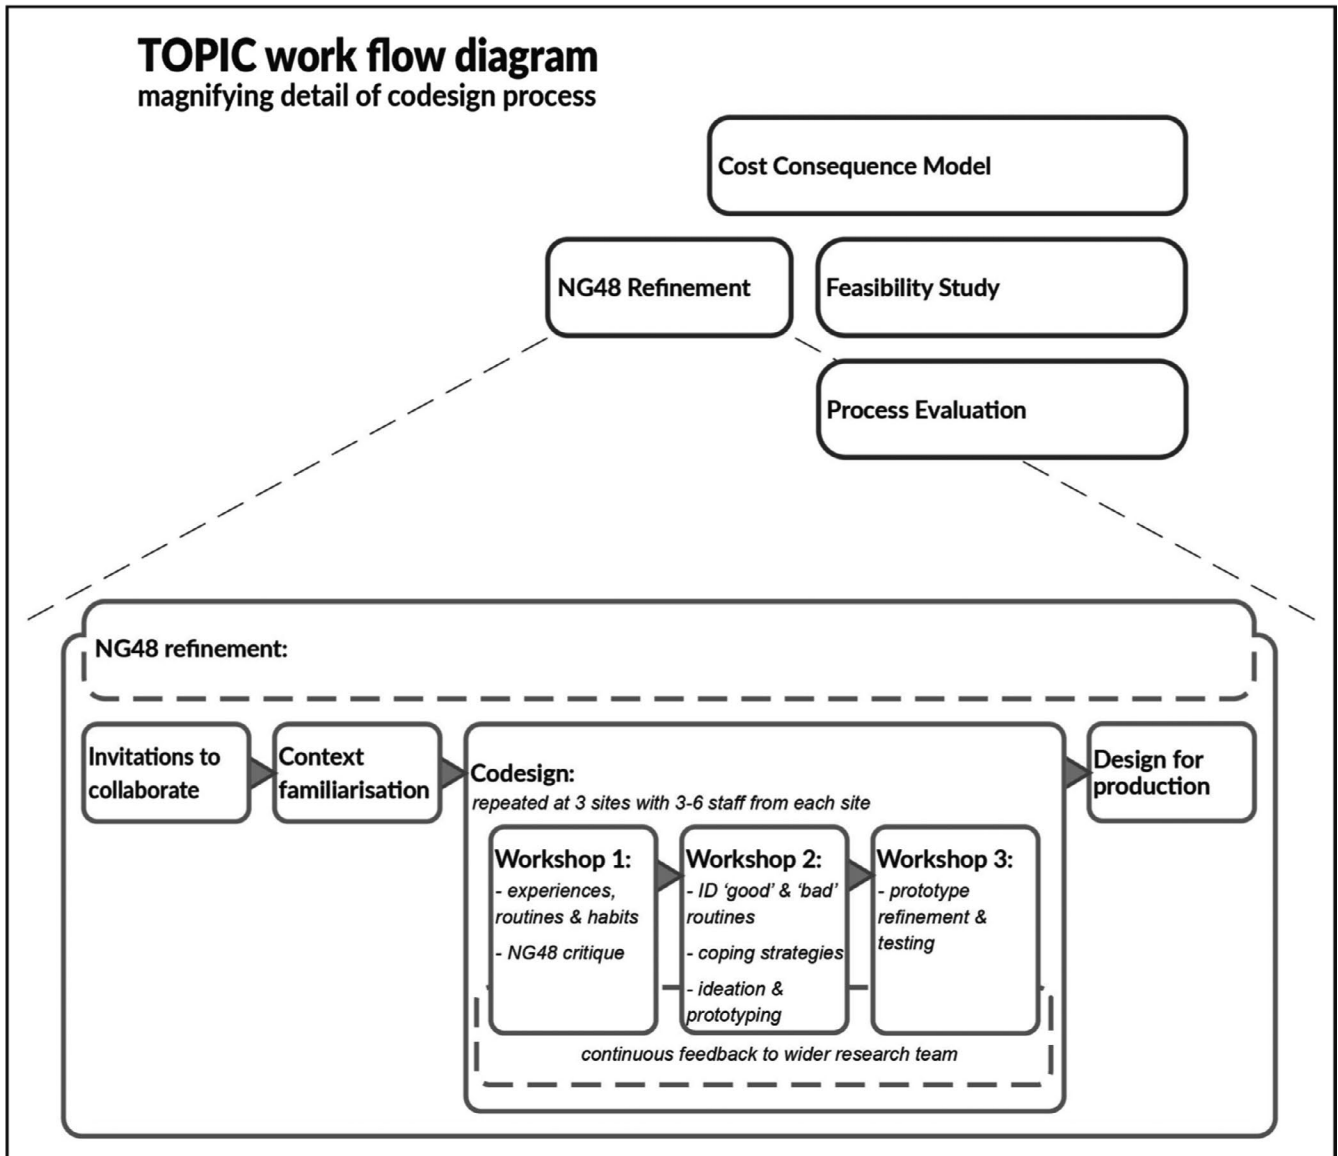 TOPIC work flow diagram
magnifying detail of codesign process
Cost Consequence Model
NG48 Refinement
Feasibility Study
Process Evaluation
NG48 refinement:
Invitations to
collaborate
Context
familiarisation
Codesign:
repeated at 3 sites with 3-6 staff from each site
Workshop 1:
- experiences,
routines & habits
- NG48 critique
Workshop 2:
- ID ‘good’ & ‘bad’
routines
- coping strategies
- ideation &
prototyping
Workshop 3:
- prototype
refinement &
testing
continuous feedback to wider research team
Design for
production